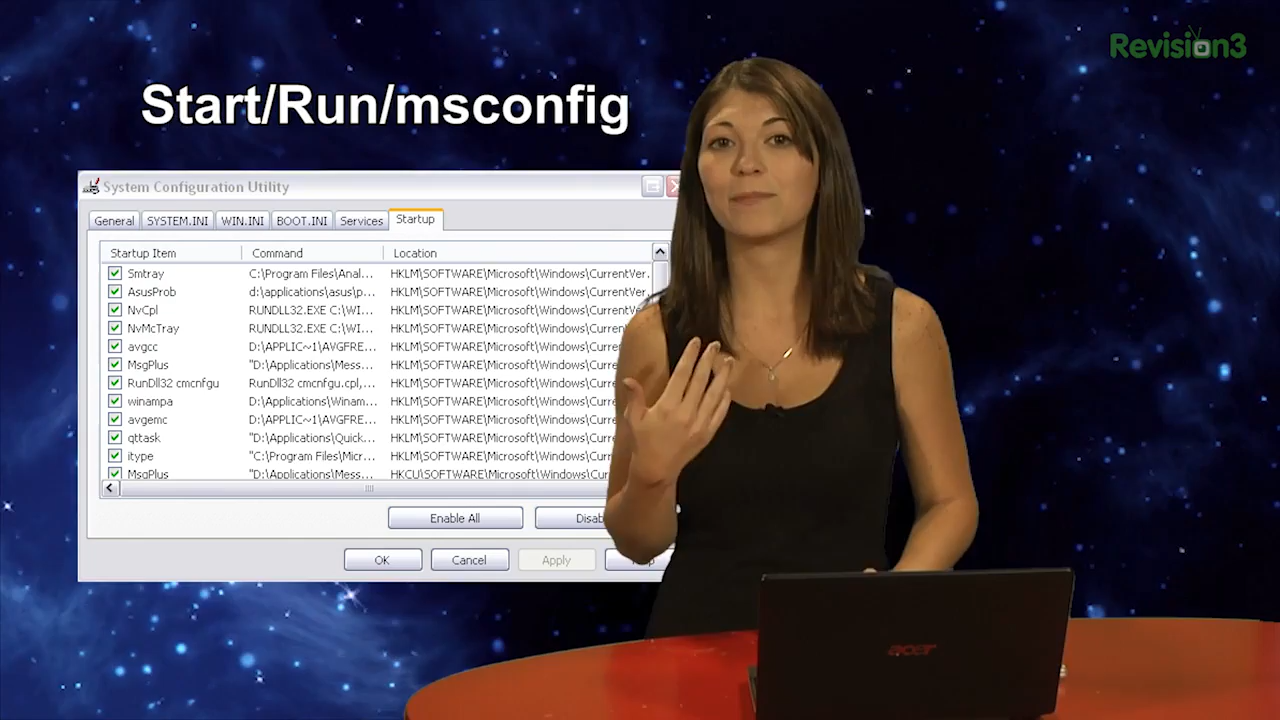 Revision3
Start/Run/msconfig
System Configuration Utility
General SYSTEM.INI WIN.INI BOOT.INI Services Startup
Startup Item Command Location
Smtray C:\Program Files\Anal... HKLM\SOFTWARE\Microsoft\Windows\CurrentVer.
AsusProb d:\applications\asus\p... HKLM\SOFTWARE\Microsoft\Windows\CurrentVer.
NvCpl RUNDLL32.EXE C:\WI... HKLM\SOFTWARE\Microsoft\Windows\Curre
NvMcTray RUNDLL32.EXE C:\WI... HKLM\SOFTWARE\Microsoft\Windows\Curre
avgcc D:\APPLIC~1\AVGFRE... HKLM\SOFTWARE\Microsoft\Windows\Curre
MsgPlus "D:\Applications\Mess... HKLM\SOFTWARE\Microsoft\Windows\Curre
RunDll32 cmcnfgu RunDll32 cmcnfgu.cpl,... HKLM\SOFTWARE\Microsoft\Windows\Curre
winampa D:\Applications\Winam... HKLM\SOFTWARE\Microsoft\Windows\Curre
avgemc D:\APPLIC~1\AVGFRE... HKLM\SOFTWARE\Microsoft\Windows\Curre
qttask "D:\Applications\Quick... HKLM\SOFTWARE\Microsoft\Windows\Curre
itype "C:\Program Files\Micr... HKLM\SOFTWARE\Microsoft\Windows\Curre
MsgPlus "D:\Applications\Mess... HKCU\SOFTWARE\Microsoft\Windows\Curre
Enable All Disab
OK Cancel Apply
acer